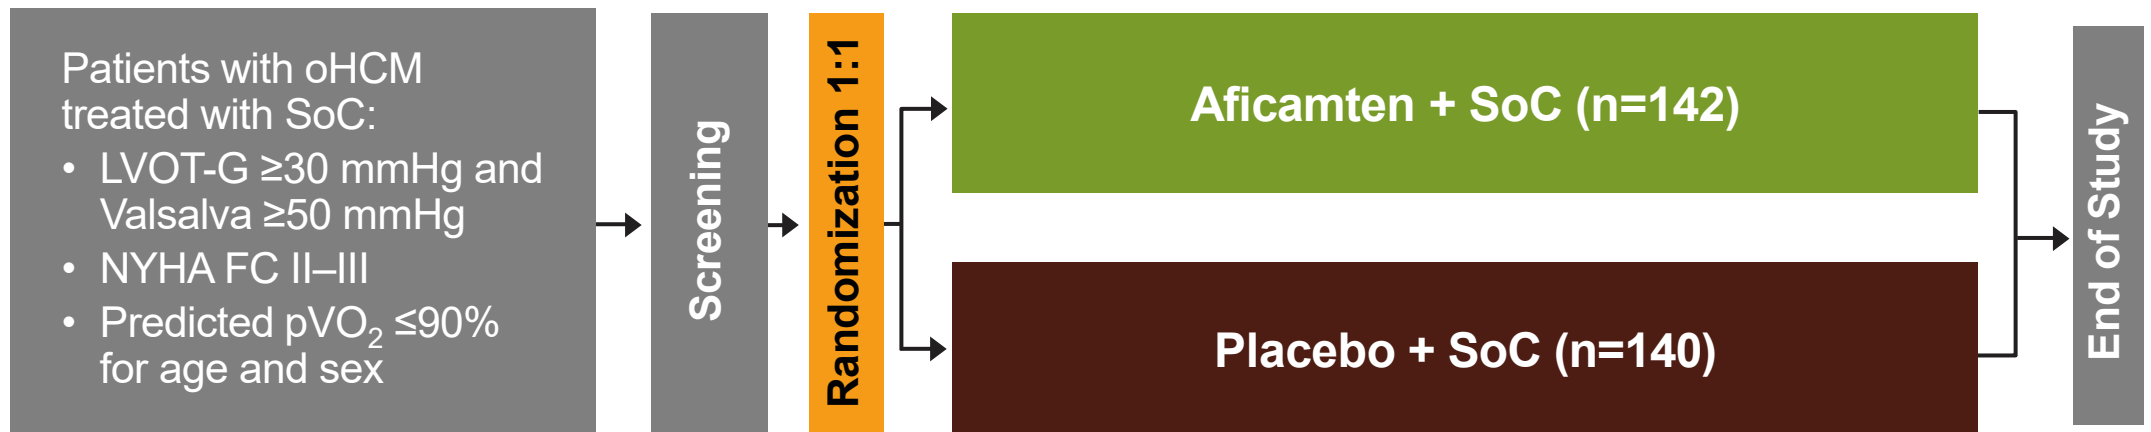 Patients with oHCM
treated with SoC:
• LVOT-G ≥30 mmHg and
Valsalva ≥50 mmHg
• NYHA FC II–III
• Predicted pVO₂ ≤90%
for age and sex
Screening
Randomization 1:1
Aficamten + SoC (n=142)
Placebo + SoC (n=140)
End of Study